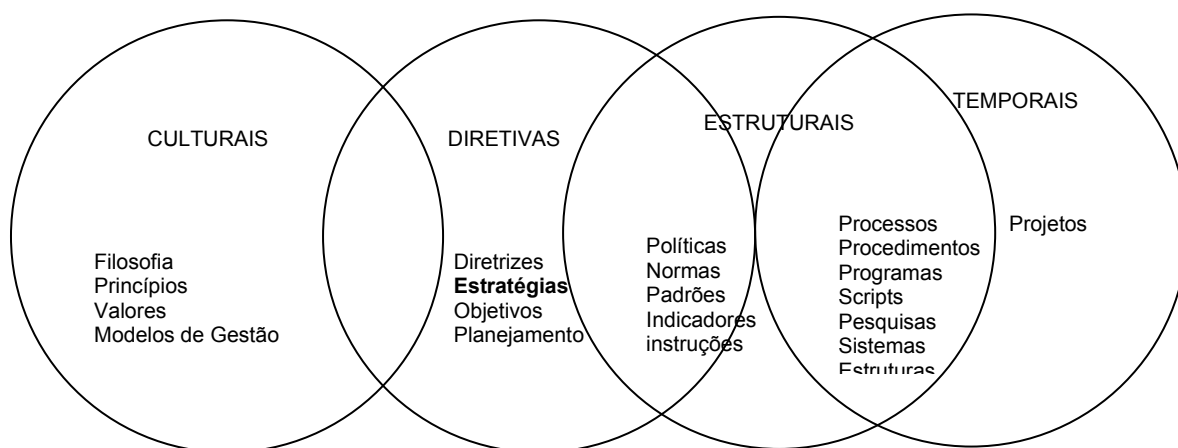 CULTURAIS
DIRETIVAS
ESTRUTURAIS
TEMPORAIS
Filosofia
Princípios
Valores
Modelos de Gestão
Diretrizes
Estratégias
Objetivos
Planejamento
Políticas
Normas
Padrões
Indicadores
instruções
Processos
Procedimentos
Programas
Scripts
Pesquisas
Sistemas
Estruturas
Projetos